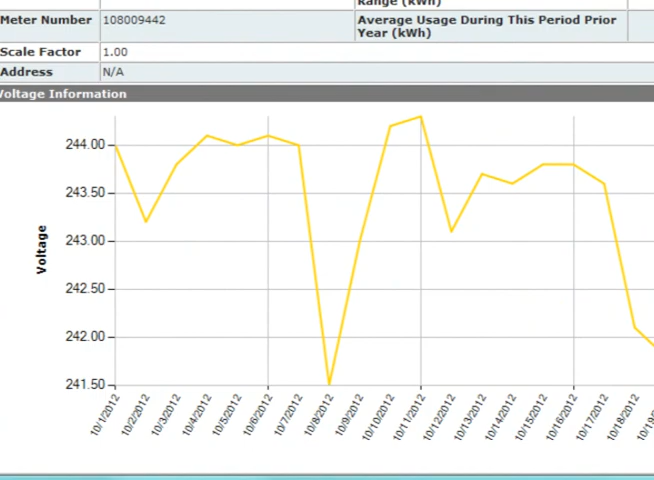 Range (kWh)
Meter Number 108009442 Average Usage During This Period Prior
Year (kWh)
Scale Factor 1.00
Address N/A
Voltage Information
244.00
243.50
243.00
242.50
242.00
241.50
Voltage
10/1/2012 10/2/2012 10/3/2012 10/4/2012 10/5/2012 10/6/2012 10/7/2012 10/8/2012 10/9/2012 10/10/2012 10/11/2012 10/12/2012 10/13/2012 10/14/2012 10/15/2012 10/16/2012 10/17/2012 10/18/2012